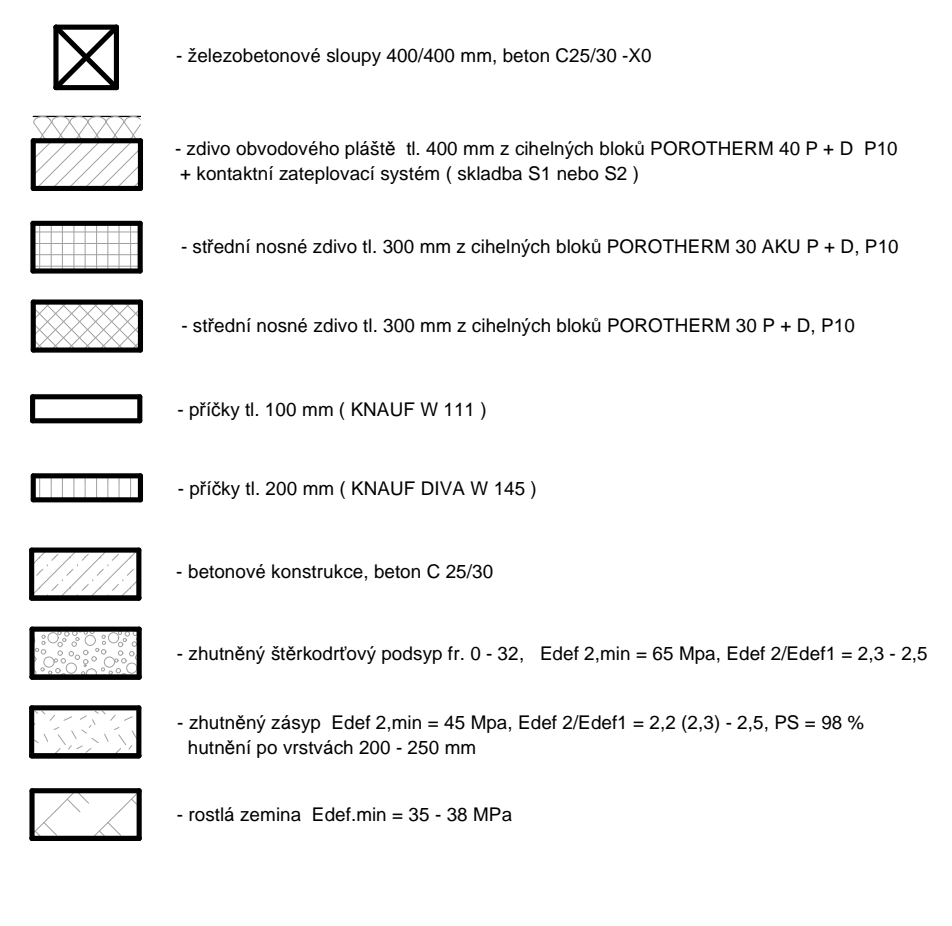 - železobetonové sloupy 400/400 mm, beton C25/30 -X0
- zdivo obvodového pláště tl. 400 mm z cihelných bloků POROTHERM 40 P + D P10
+ kontaktní zateplovací systém ( skladba S1 nebo S2 )
- střední nosné zdivo tl. 300 mm z cihelných bloků POROTHERM 30 AKU P + D, P10
- střední nosné zdivo tl. 300 mm z cihelných bloků POROTHERM 30 P + D, P10
- příčky tl. 100 mm ( KNAUF W 111 )
- příčky tl. 200 mm ( KNAUF DIVA W 145 )
- betonové konstrukce, beton C 25/30
- zhutněný štěrkodrťový podsyp fr. 0 - 32, Edef 2,min = 65 Mpa, Edef 2/Edef1 = 2,3 - 2,5
- zhutněný zásyp Edef 2,min = 45 Mpa, Edef 2/Edef1 = 2,2 (2,3) - 2,5, PS = 98 %
hutnění po vrstvách 200 - 250 mm
- rostlá zemina Edef.min = 35 - 38 MPa